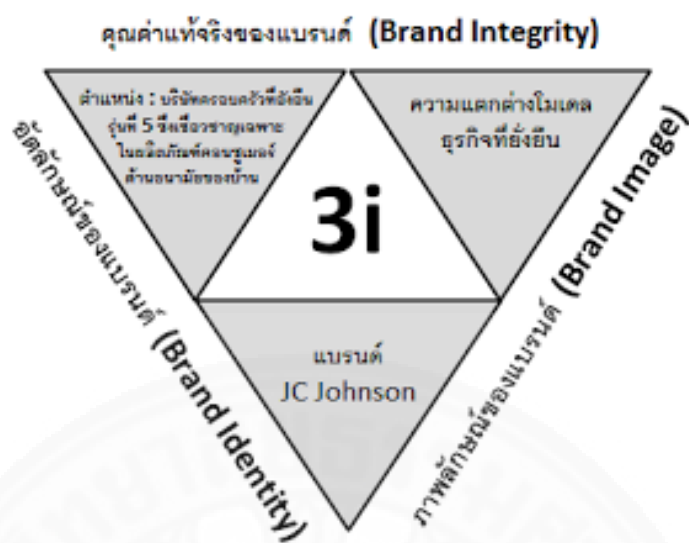 คุณค่าแท้จริงของแบรนด์ (Brand Integrity)
ตำแหน่ง : บริษัทครอบครัวที่ยั่งยืน
รุ่นที่ 5 ซึ่งเชี่ยวชาญเฉพาะ
ในผลิตภัณฑ์คอนซูเมอร์
ด้านอนามัยของบ้าน
ความแตกต่างโมเดล
ธุรกิจที่ยั่งยืน
3i
แบรนด์
JC Johnson
อัตลักษณ์ของแบรนด์ (Brand Identity)
ภาพลักษณ์ของแบรนด์ (Brand Image)